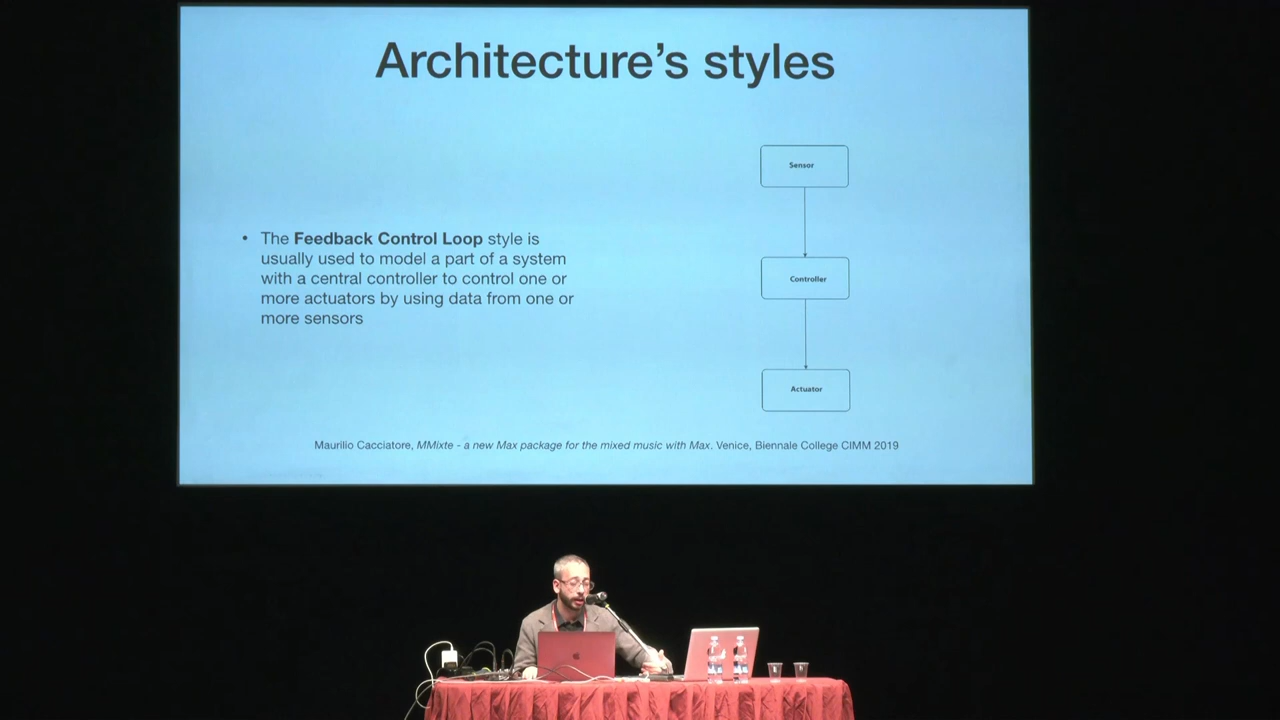 Architecture's styles
• The Feedback Control Loop style is
usually used to model a part of a system
with a central controller to control one or
more actuators by using data from one or
more sensors
Sensor
Controller
Actuator
Maurilio Cacciatore, MMixte - a new Max package for the mixed music with Max. Venice, Biennale College CIMM 2019